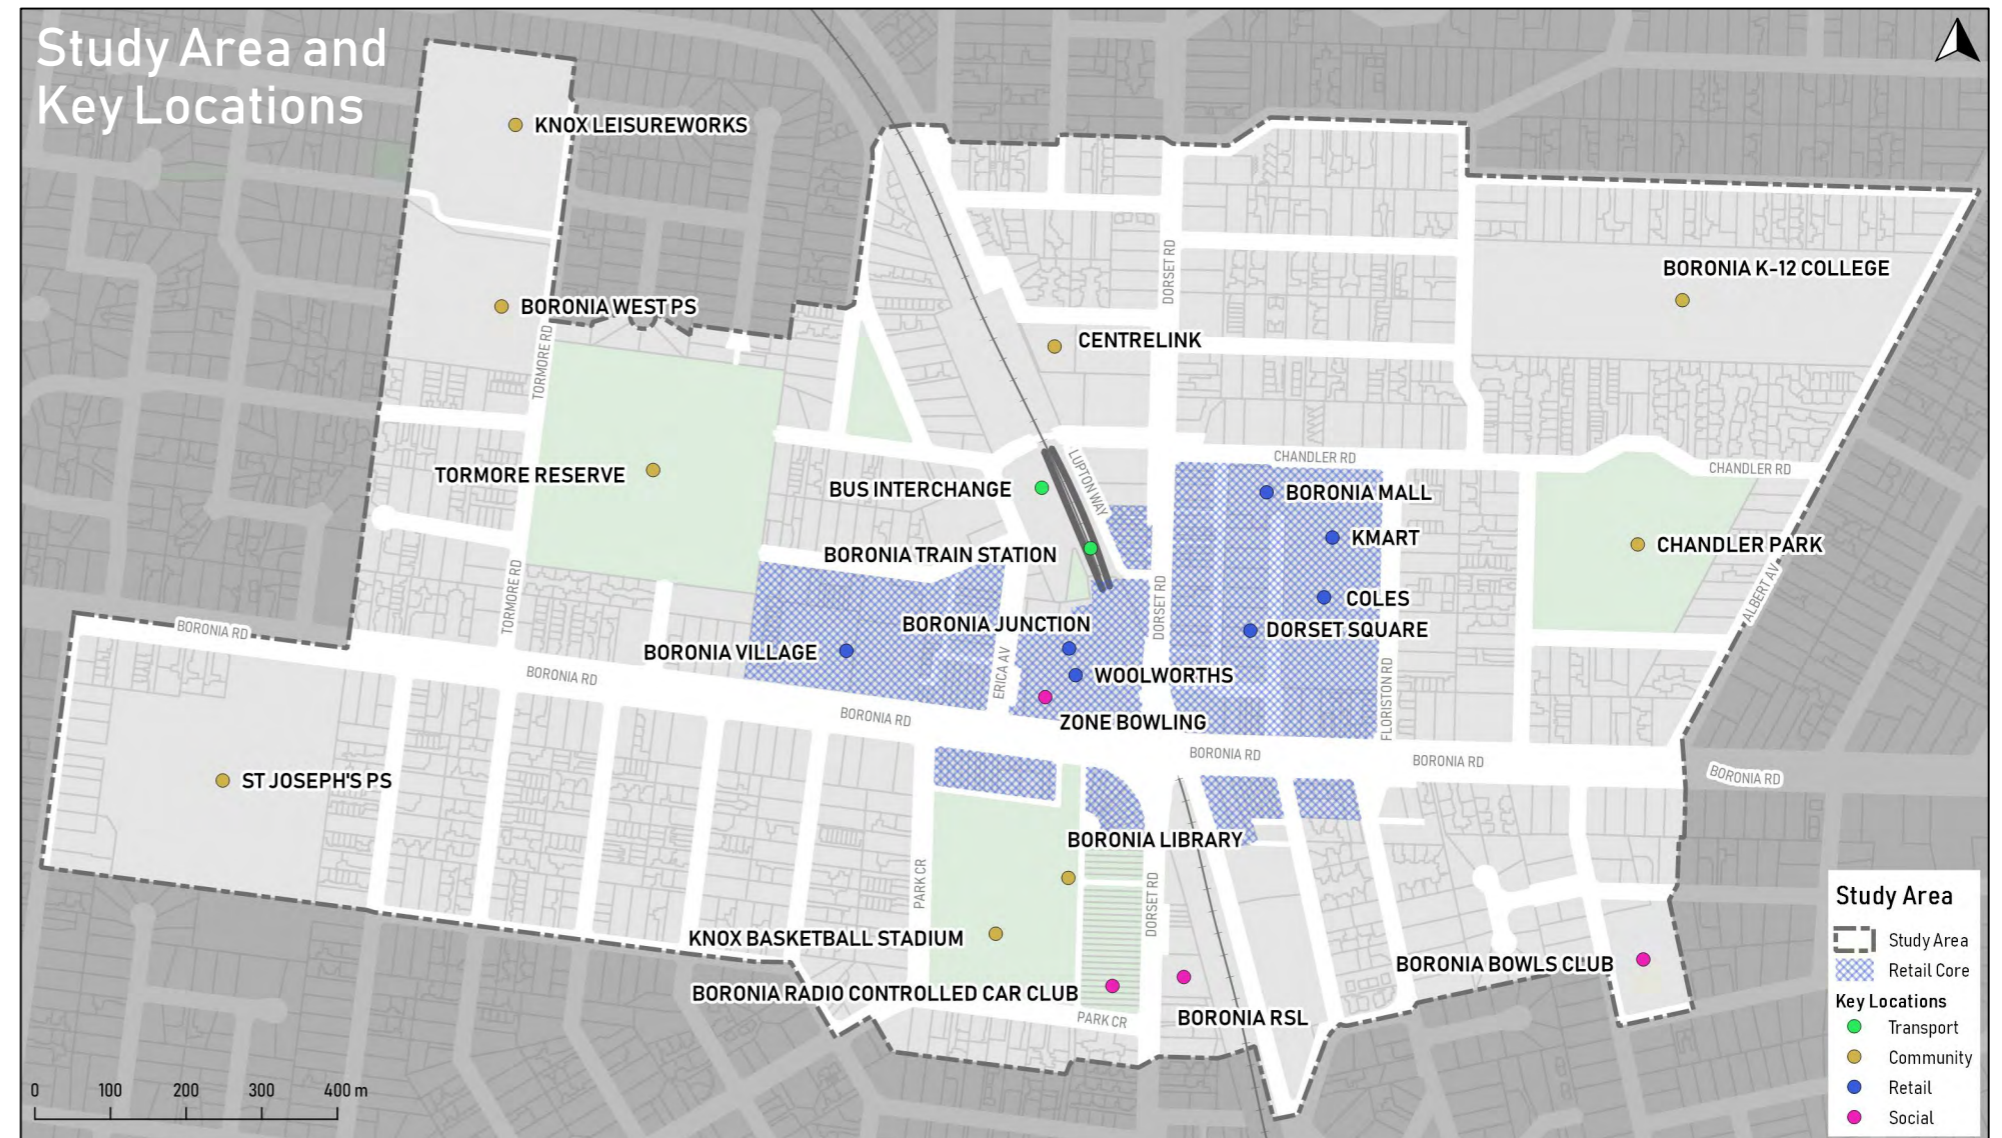 Study Area and
Key Locations
KNOX LEISUREWORKS
BORONIA K-12 COLLEGE
DORSET RD
BORONIA WEST PS
CENTRELINK
TORMORE RD
CHANDLER RD
CHANDLER RD
TORMORE RESERVE
LUPTON WAY
BUS INTERCHANGE
BORONIA MALL
KMART
CHANDLER PARK
BORONIA TRAIN STATION
ALBERT AV
TORMORE RD
DORSET RD
COLES
BORONIA RD
BORONIA JUNCTION
DORSET SQUARE
BORONIA VILLAGE
ERICA AV
BORONIA RD
WOOLWORTHS
FLORISTON RD
BORONIA RD
ZONE BOWLING
BORONIA RD
BORONIA RD
BORONIA RD
ST JOSEPH'S PS
BORONIA LIBRARY
PARK CR
DORSET RD
KNOX BASKETBALL STADIUM
BORONIA BOWLS CLUB
BORONIA RADIO CONTROLLED CAR CLUB
PARK CR
BORONIA RSL
0 100 200 300 400 m
Study Area
Study Area
Retail Core
Key Locations
Transport
Community
Retail
Social